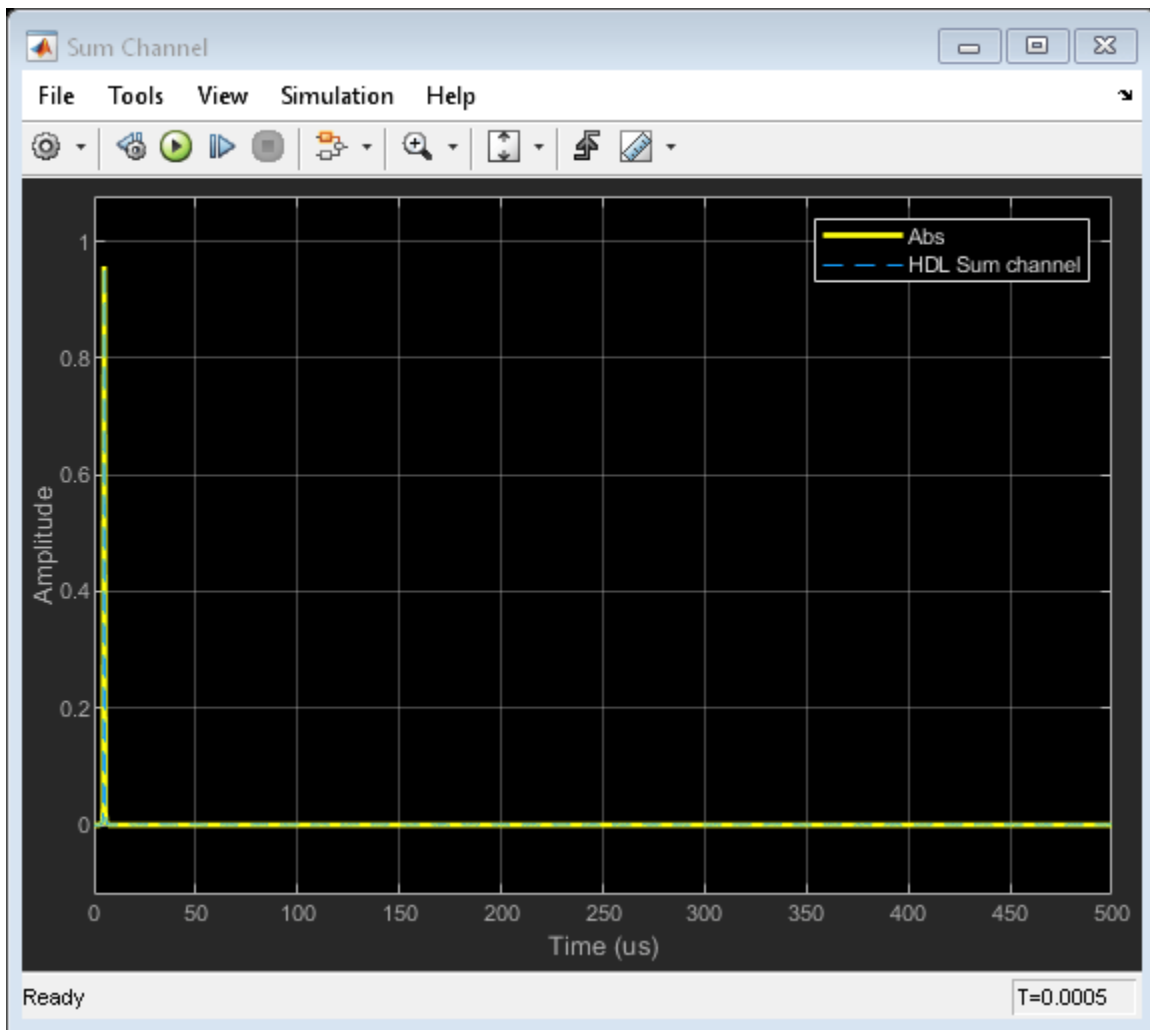 Sum Channel
File Tools View Simulation Help
Abs
HDL Sum channel
1
0.8
0.6
0.4
0.2
0
Amplitude
0 50 100 150 200 250 300 350 400 450 500
Time (us)
Ready T=0.0005